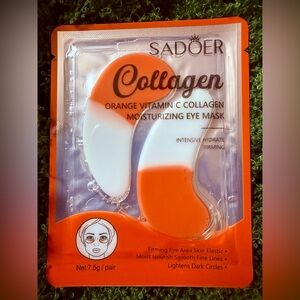 SADOER
Collagen
ORANGE VITAMIN C COLLAGEN
MOISTURIZING EYE MASK
INTENSIVE HYDRATE
FIRMING
Firming Eye Area Skin Elastic •
Moist Nourish Smooth Fine Lines •
Lightens Dark Circles •
Net 7.5g / pair